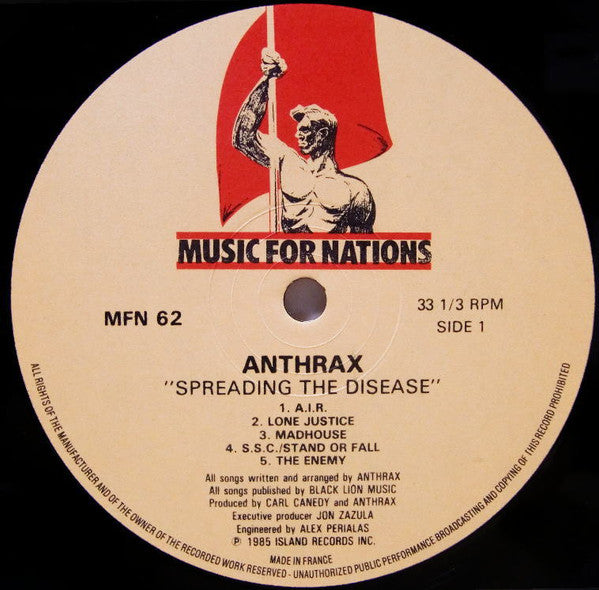 MUSIC FOR NATIONS
MFN 62
33 1/3 RPM
SIDE 1
ANTHRAX
"SPREADING THE DISEASE"
1. A.I.R.
2. LONE JUSTICE
3. MADHOUSE
4. S.S.C./STAND OR FALL
5. THE ENEMY
All songs written and arranged by ANTHRAX
All songs published by BLACK LION MUSIC
Produced by CARL CANEDY and ANTHRAX
Executive producer JON ZAZULA
Engineered by ALEX PERIALAS
℗ 1985 ISLAND RECORDS INC.
MADE IN FRANCE
ALL RIGHTS OF THE MANUFACTURER AND OF THE OWNER OF THE RECORDED WORK RESERVED - UNAUTHORIZED PUBLIC PERFORMANCE BROADCASTING AND COPYING OF THIS RECORD PROHIBITED